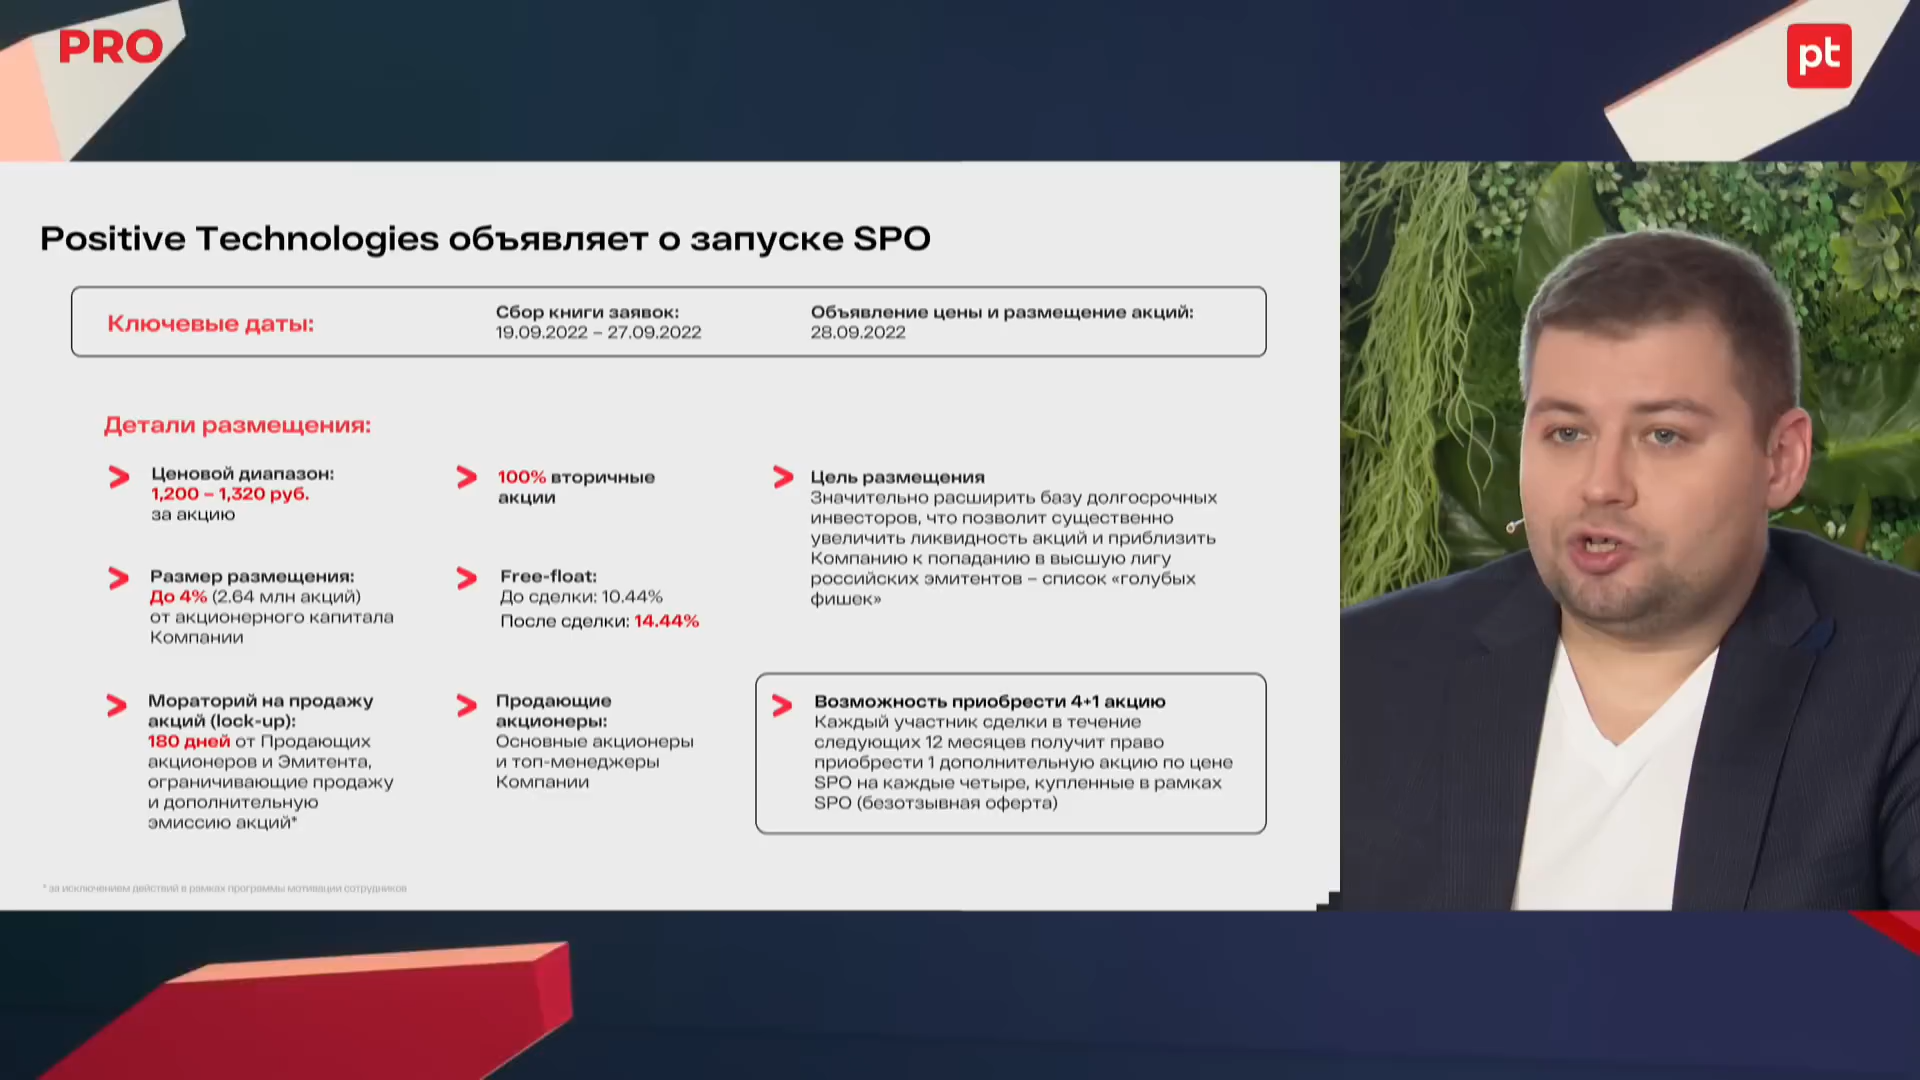 PRO
pt
Positive Technologies объявляет о запуске SPO
Ключевые даты:
Сбор книги заявок:
19.09.2022 – 27.09.2022
Объявление цены и размещение акций:
28.09.2022
Детали размещения:
Ценовой диапазон:
1,200 – 1,320 руб.
за акцию
100% вторичные
акции
Цель размещения
Значительно расширить базу долгосрочных
инвесторов, что позволит существенно
увеличить ликвидность акций и приблизить
Компанию к попаданию в высшую лигу
российских эмитентов – список «голубых
фишек»
Размер размещения:
До 4% (2.64 млн акций)
от акционерного капитала
Компании
Free-float:
До сделки: 10.44%
После сделки: 14.44%
Мораторий на продажу
акций (lock-up):
180 дней от Продающих
акционеров и Эмитента,
ограничивающие продажу
и дополнительную
эмиссию акций*
Продающие
акционеры:
Основные акционеры
и топ-менеджеры
Компании
Возможность приобрести 4+1 акцию
Каждый участник сделки в течение
следующих 12 месяцев получит право
приобрести 1 дополнительную акцию по цене
SPO на каждые четыре, купленные в рамках
SPO (безотзывная оферта)
* за исключением действий в рамках программы мотивации сотрудников